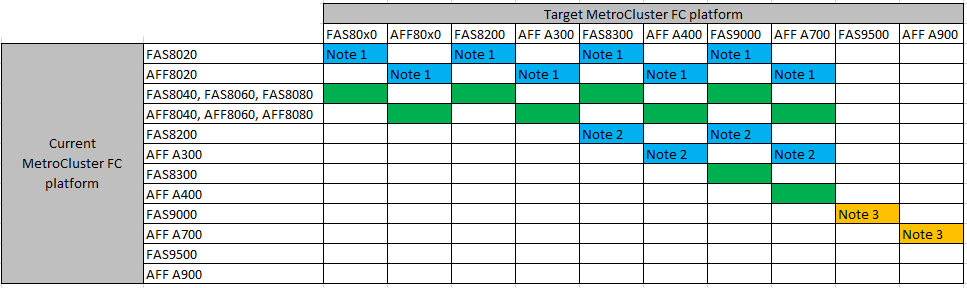 Target MetroCluster FC platform
FAS80x0 AFF80x0 FAS8200 AFF A300 FAS8300 AFF A400 FAS9000 AFF A700 FAS9500 AFF A900
Current
MetroCluster FC
platform
FAS8020 Note 1 Note 1 Note 1 Note 1
AFF8020 Note 1 Note 1 Note 1 Note 1
FAS8040, FAS8060, FAS8080
AFF8040, AFF8060, AFF8080
FAS8200 Note 2 Note 2
AFF A300 Note 2 Note 2
FAS8300
AFF A400
FAS9000 Note 3
AFF A700 Note 3
FAS9500
AFF A900